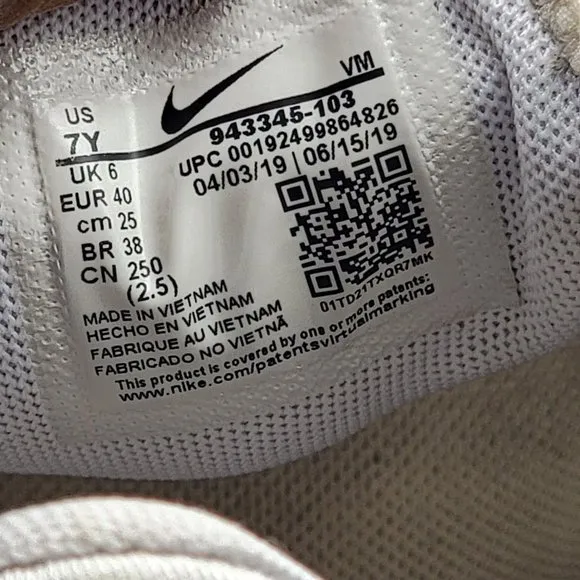 US
7Y
UK 6
EUR 40
cm 25
BR 38
CN 250
(2.5)
VM
943345-103
UPC 00192499864826
04/03/19 | 06/15/19
01TD21TXQR7MK
MADE IN VIETNAM
HECHO EN VIETNAM
FABRIQUE AU VIETNAM
FABRICADO NO VIETNÃ
This product is covered by one or more patents:
www.nike.com/patentsvirtualmarking